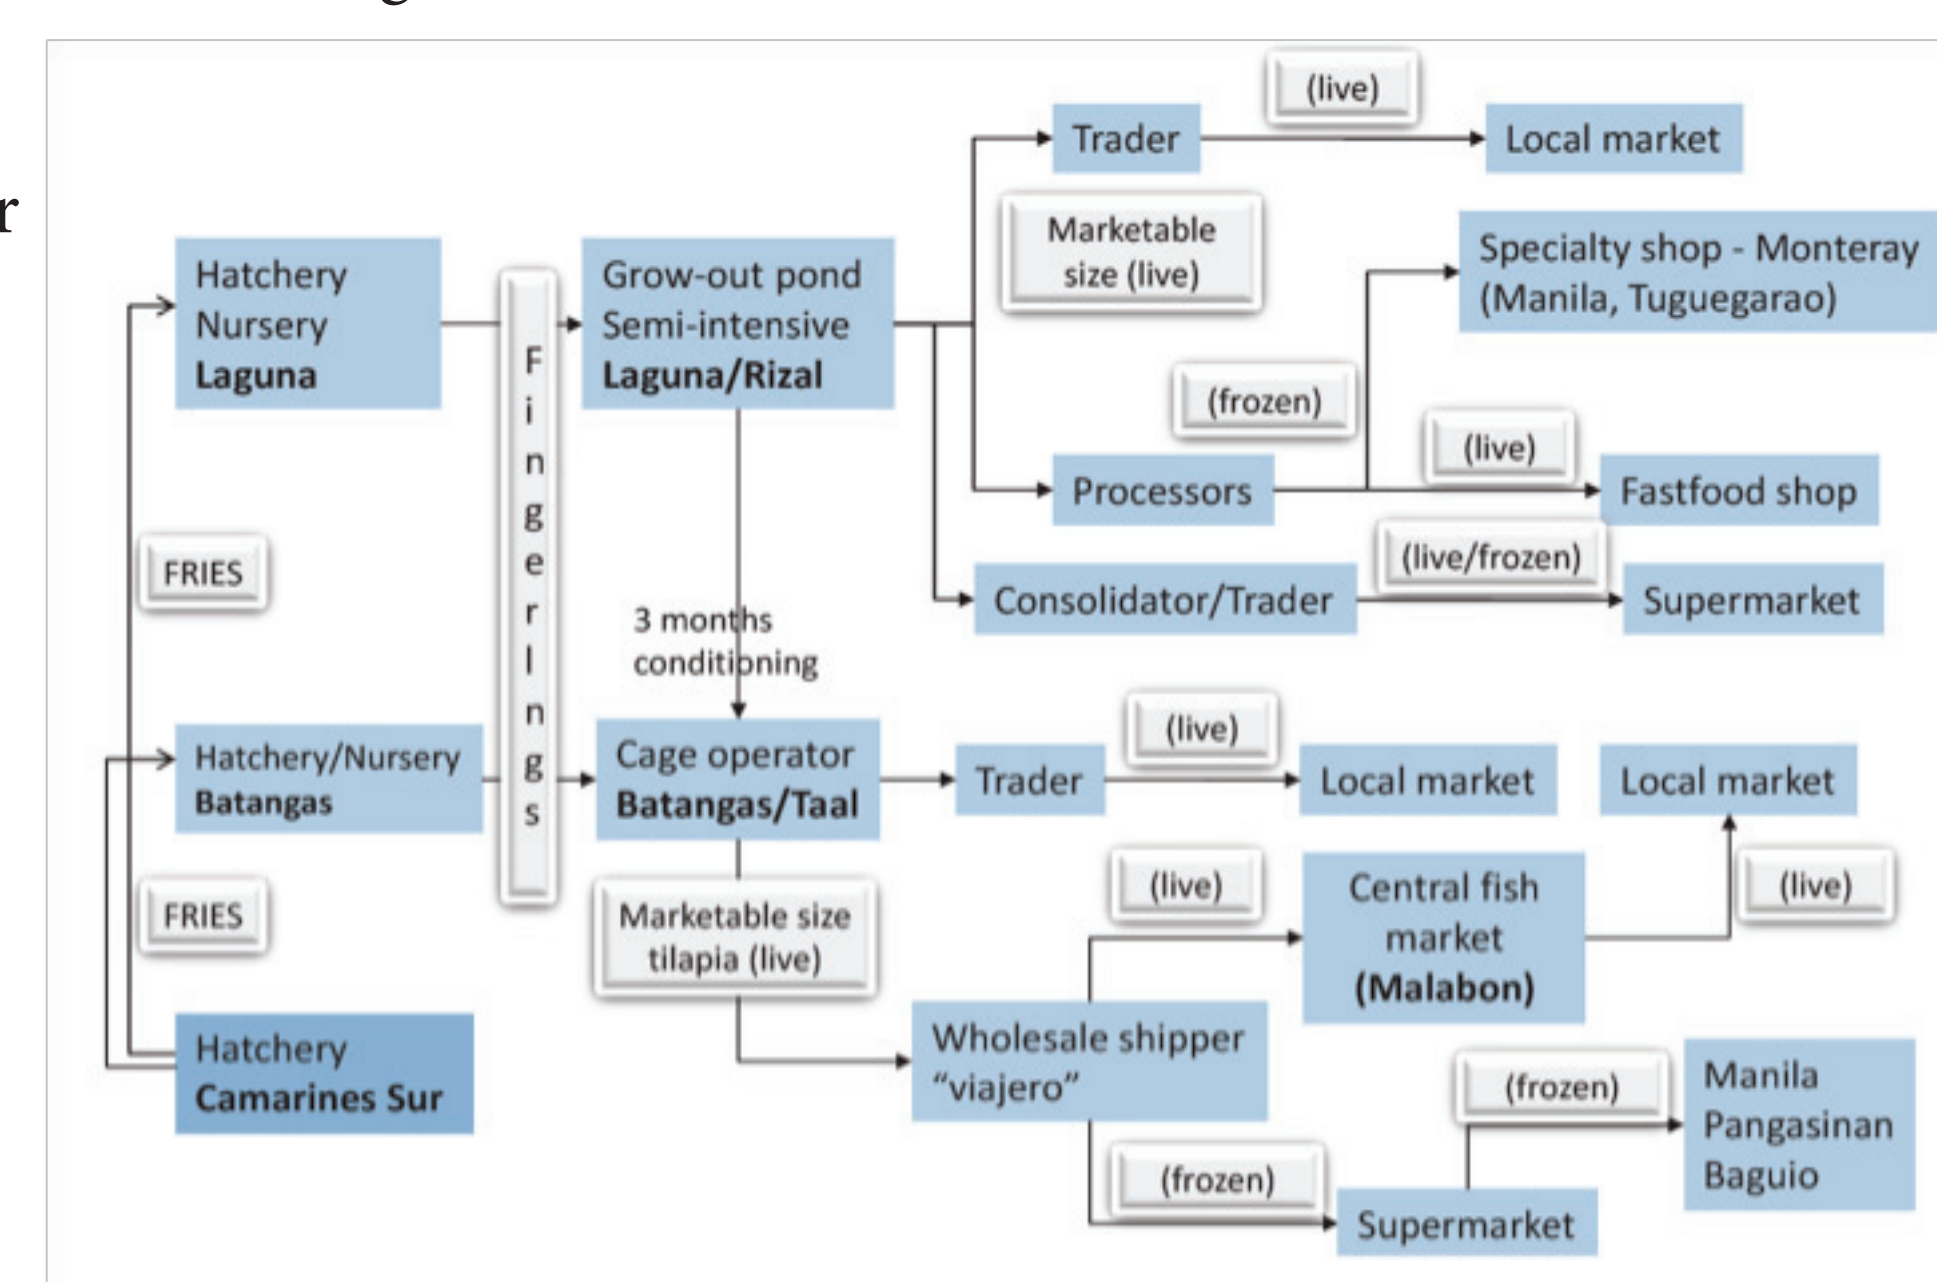 g
r
(live)
Trader
Local market
Marketable
size (live)
Specialty shop - Monteray
(Manila, Tuguegarao)
Hatchery
Nursery
Laguna
Fingerlings
Grow-out pond
Semi-intensive
Laguna/Rizal
(frozen)
(live)
Processors
Fastfood shop
FRIES
(live/frozen)
Consolidator/Trader
Supermarket
3 months
conditioning
(live)
Hatchery/Nursery
Batangas
Cage operator
Batangas/Taal
Trader
Local market
Local market
FRIES
Marketable size
tilapia (live)
(live)
Central fish
market
(Malabon)
(live)
Hatchery
Camarines Sur
Wholesale shipper
“viajero”
(frozen)
Manila
Pangasinan
Baguio
(frozen)
Supermarket